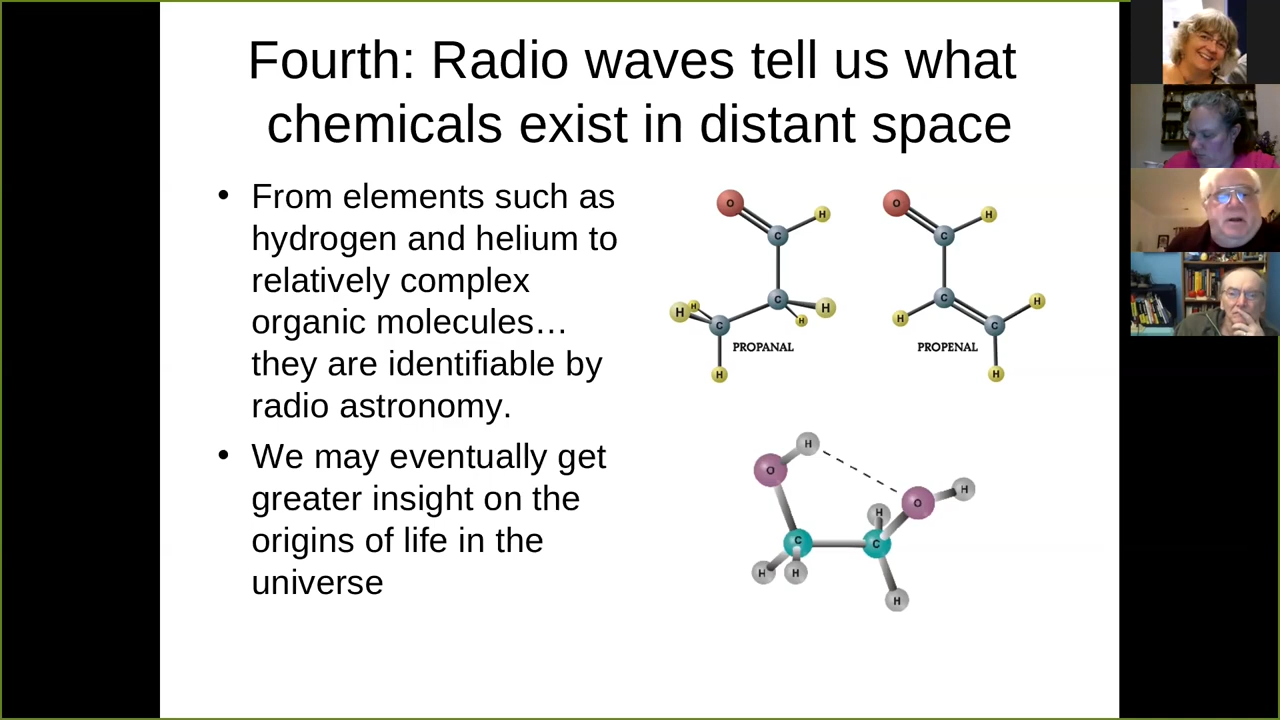 Fourth: Radio waves tell us what
chemicals exist in distant space
• From elements such as
hydrogen and helium to
relatively complex
organic molecules…
they are identifiable by
radio astronomy.
• We may eventually get
greater insight on the
origins of life in the
universe
O
H
C
C
H
H
H
H
C
H
PROPANAL
O
H
C
C
H
H
C
H
PROPENAL
H
O
H
O
H
C
C
H
H
H